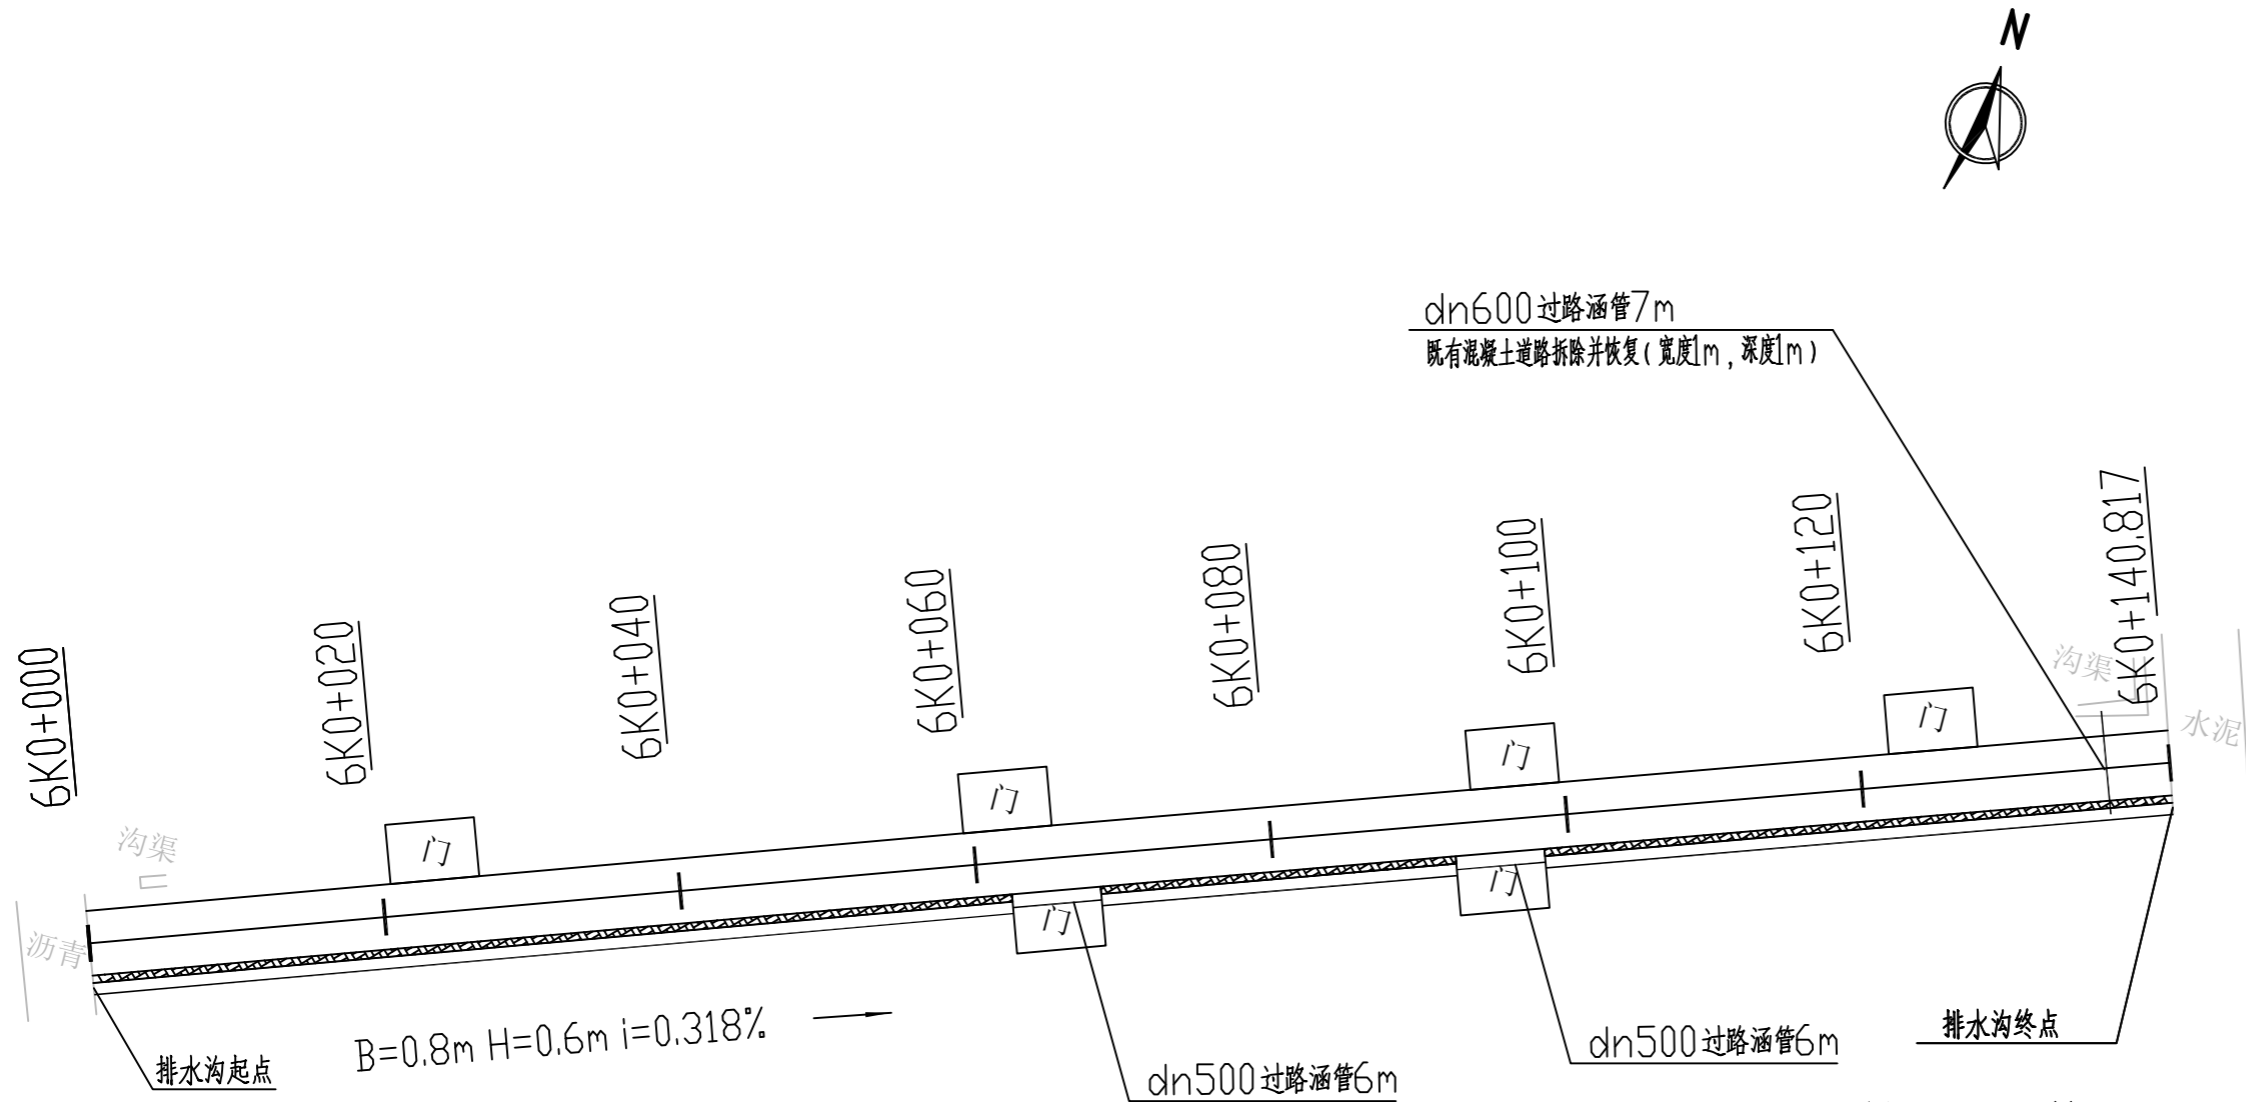 N
dn600过路涵管7m
既有混凝土道路拆除并恢复(宽度1m,深度1m)
6K0+000
6K0+020
6K0+040
6K0+060
6K0+080
6K0+100
6K0+120
6K0+140.817
沟渠
水泥
门
门
门
门
沟渠
沥青
门
门
B=0.8m H=0.6m i=0.318%
排水沟起点
dn500过路涵管6m
dn500过路涵管6m
排水沟终点